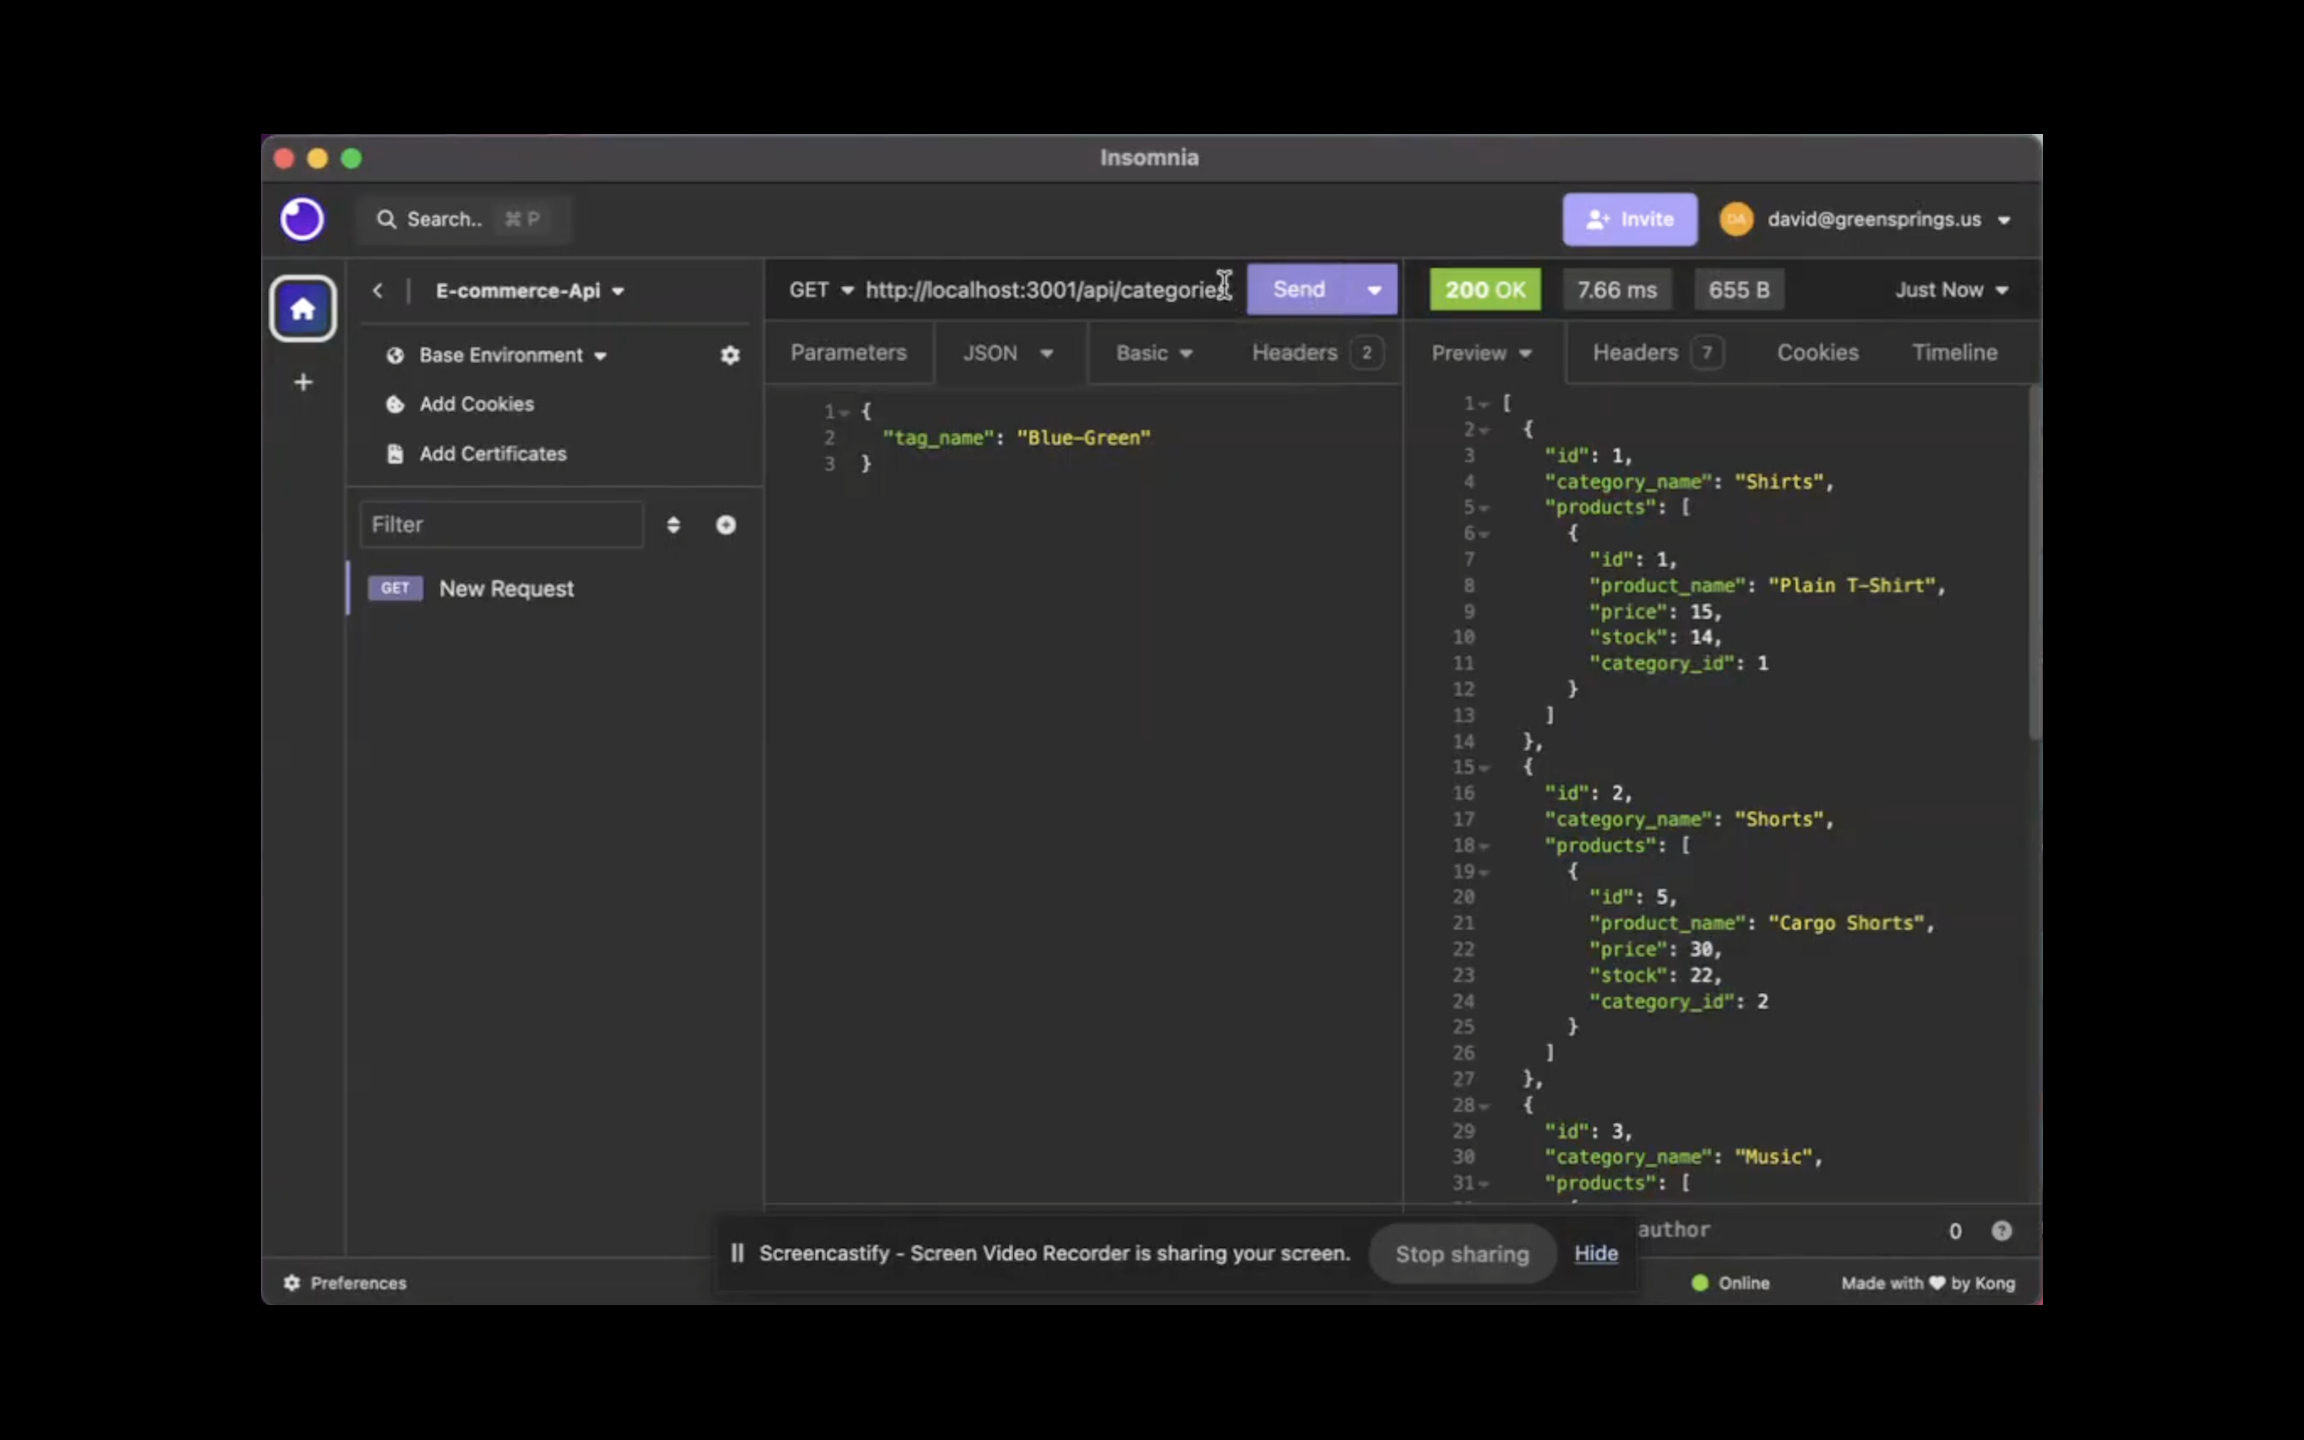 Insomnia
Search.. ⌘ P
Invite
DA
david@greensprings.us
E-commerce-Api
GET http://localhost:3001/api/categories
Send
200 OK
7.66 ms
655 B
Just Now
Base Environment
Add Cookies
Add Certificates
Filter
GET New Request
Parameters
JSON
Basic
Headers 2
1 {
2 "tag_name": "Blue-Green"
3 }
Preview
Headers 7
Cookies
Timeline
1 [
2 {
3 "id": 1,
4 "category_name": "Shirts",
5 "products": [
6 {
7 "id": 1,
8 "product_name": "Plain T-Shirt",
9 "price": 15,
10 "stock": 14,
11 "category_id": 1
12 }
13 ]
14 },
15 {
16 "id": 2,
17 "category_name": "Shorts",
18 "products": [
19 {
20 "id": 5,
21 "product_name": "Cargo Shorts",
22 "price": 30,
23 "stock": 22,
24 "category_id": 2
25 }
26 ]
27 },
28 {
29 "id": 3,
30 "category_name": "Music",
31 "products": [
author 0 ?
Screencastify - Screen Video Recorder is sharing your screen.
Stop sharing
Hide
Preferences
Online
Made with ♥ by Kong